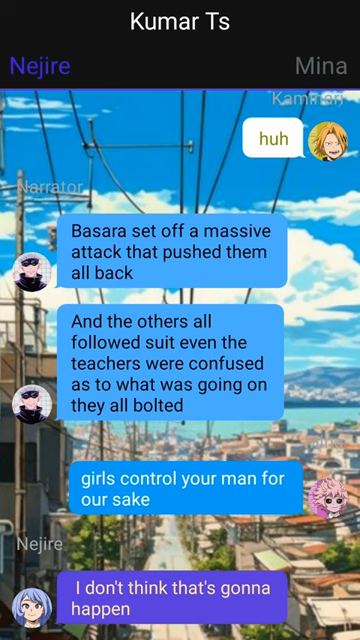 Kumar Ts
Nejire
Mina
Kaminari
huh
Narrator
Basara set off a massive
attack that pushed them
all back
And the others all
followed suit even the
teachers were confused
as to what was going on
they all bolted
girls control your man for
our sake
Nejire
I don't think that's gonna
happen